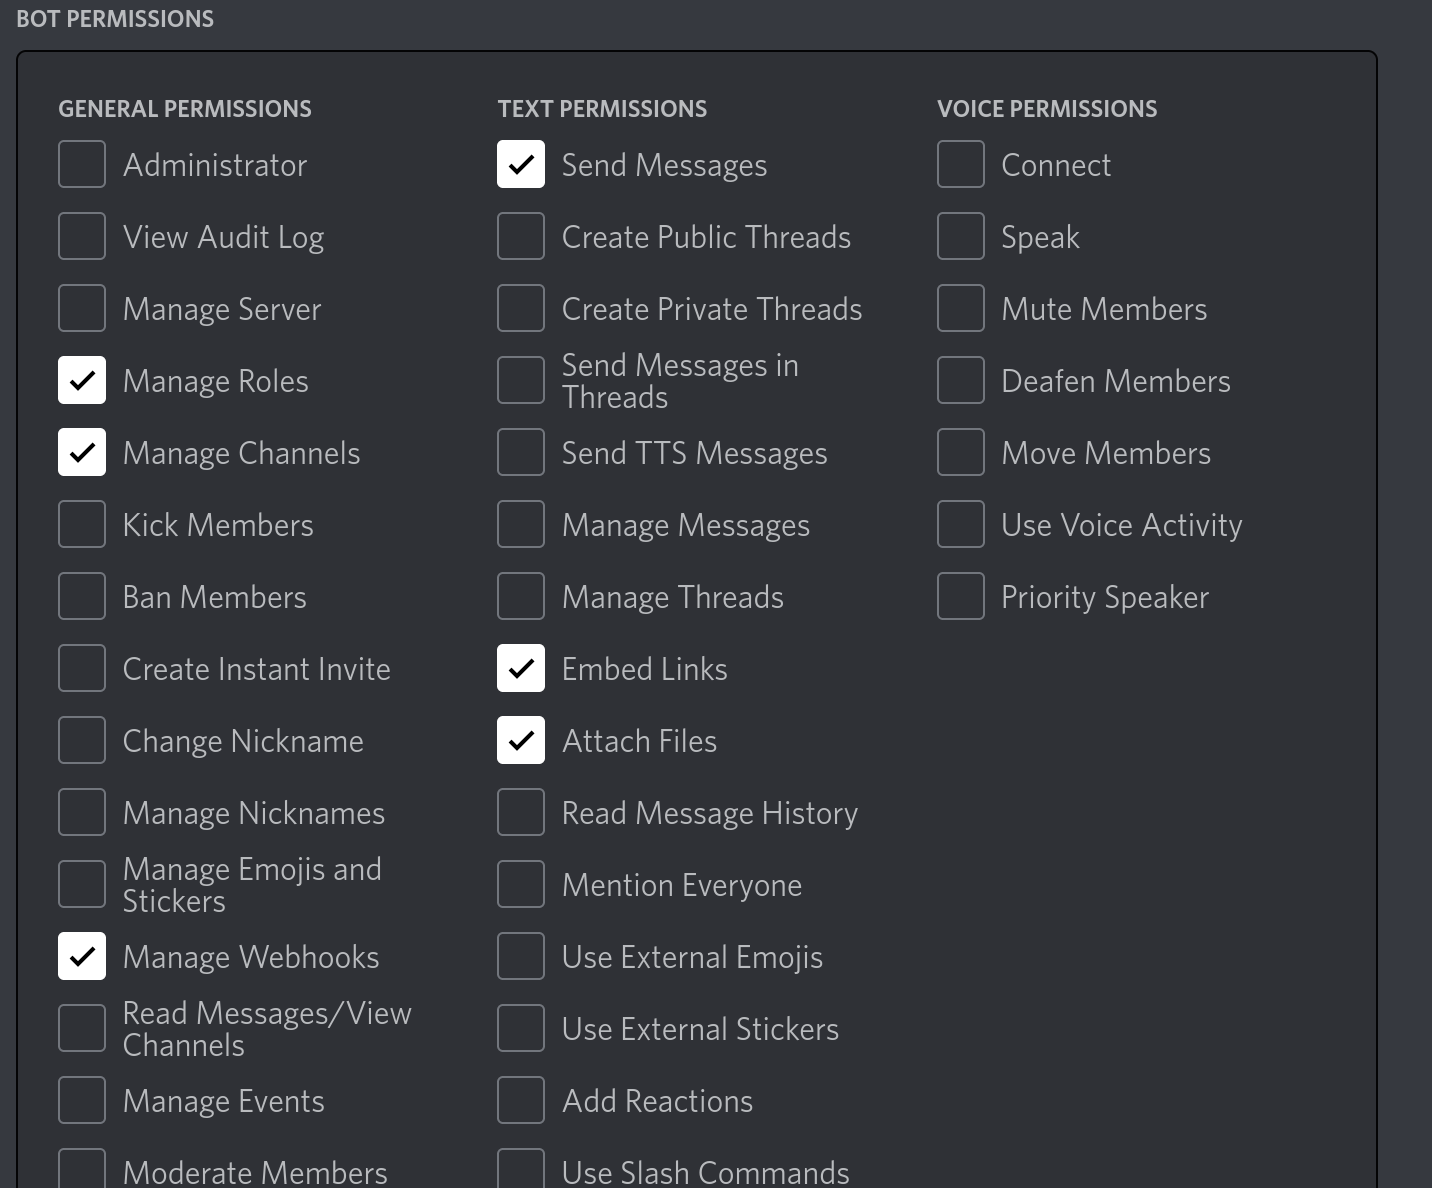 BOT PERMISSIONS
GENERAL PERMISSIONS
Administrator
View Audit Log
Manage Server
Manage Roles
Manage Channels
Kick Members
Ban Members
Create Instant Invite
Change Nickname
Manage Nicknames
Manage Emojis and
Stickers
Manage Webhooks
Read Messages/View
Channels
Manage Events
Moderate Members
TEXT PERMISSIONS
Send Messages
Create Public Threads
Create Private Threads
Send Messages in
Threads
Send TTS Messages
Manage Messages
Manage Threads
Embed Links
Attach Files
Read Message History
Mention Everyone
Use External Emojis
Use External Stickers
Add Reactions
Use Slash Commands
VOICE PERMISSIONS
Connect
Speak
Mute Members
Deafen Members
Move Members
Use Voice Activity
Priority Speaker